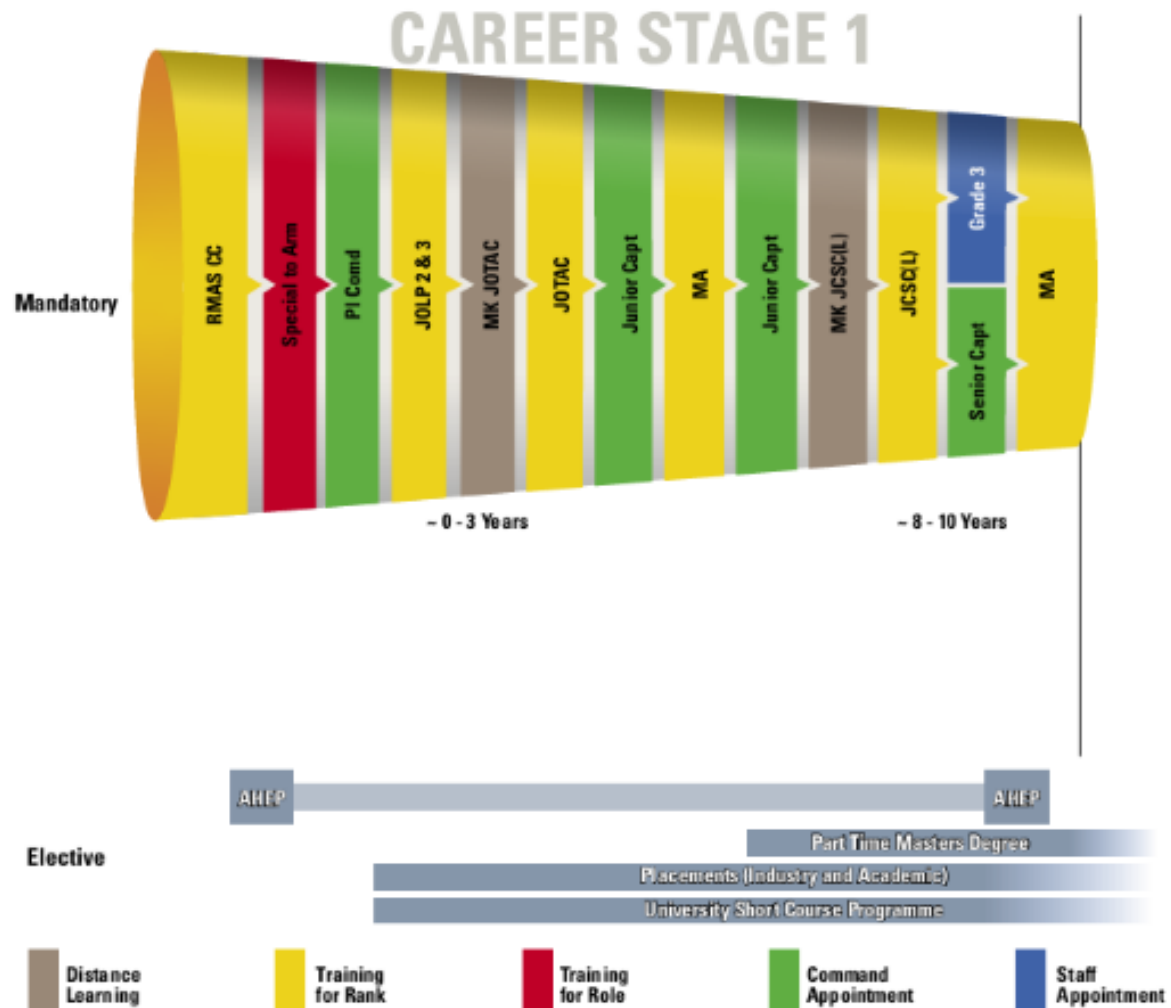 CAREER STAGE 1
Mandatory
RMAS CC
Special to Arm
Pl Comd
JOLP 2 & 3
MK JOTAC
JOTAC
Junior Capt
MA
Junior Capt
MK JCSC(L)
JCSC(L)
Grade 3
Senior Capt
MA
~ 0 - 3 Years
~ 8 - 10 Years
AHEP
AHEP
Elective
Part Time Masters Degree
Placements (Industry and Academic)
University Short Course Programme
Distance
Learning
Training
for Rank
Training
for Role
Command
Appointment
Staff
Appointment